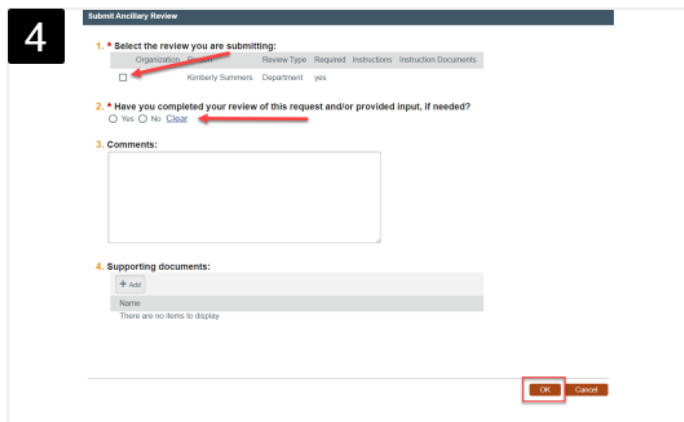 4
Submit Ancillary Review
1. * Select the review you are submitting:
Organization Person Review Type Required Instructions Instruction Documents
Kimberly Summers Department yes
2. * Have you completed your review of this request and/or provided input, if needed?
Yes No Clear
3. Comments:
4. Supporting documents:
+ Add
Name
There are no items to display
OK Cancel